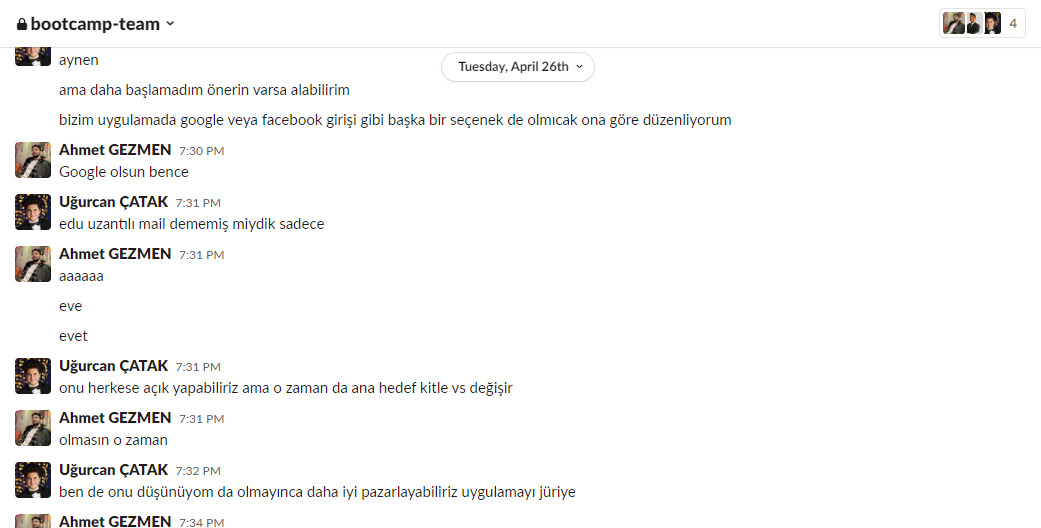 bootcamp-team
4
Tuesday, April 26th
aynen
ama daha başlamadım önerin varsa alabilirim
bizim uygulamada google veya facebook girişi gibi başka bir seçenek de olmıcak ona göre düzenliyorum
Ahmet GEZMEN 7:30 PM
Google olsun bence
Uğurcan ÇATAK 7:31 PM
edu uzantılı mail dememiş miydik sadece
Ahmet GEZMEN 7:31 PM
aaaaaa
eve
evet
Uğurcan ÇATAK 7:31 PM
onu herkese açık yapabiliriz ama o zaman da ana hedef kitle vs değişir
Ahmet GEZMEN 7:31 PM
olmasın o zaman
Uğurcan ÇATAK 7:32 PM
ben de onu düşünüyom da olmayınca daha iyi pazarlayabiliriz uygulamayı jüriye
Ahmet GEZMEN 7:34 PM